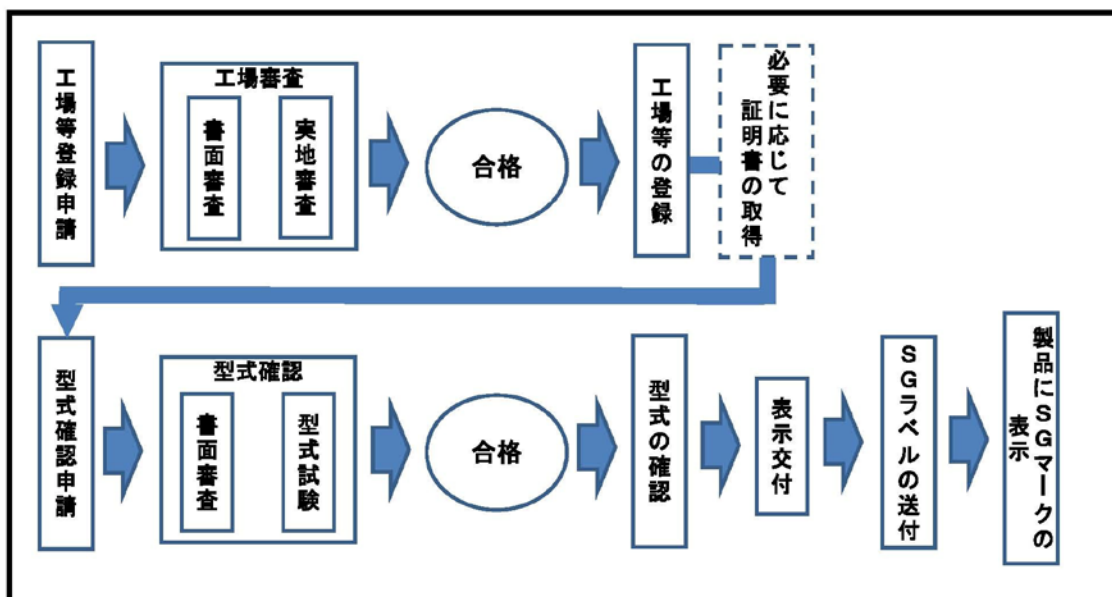 工場等登録申請
工場審査
書面審査
実地審査
合格
工場等の登録
必要に応じて
証明書の取得
型式確認申請
型式確認
書面審査
型式試験
合格
型式の確認
表示交付
SGラベルの送付
製品にSGマークの
表示